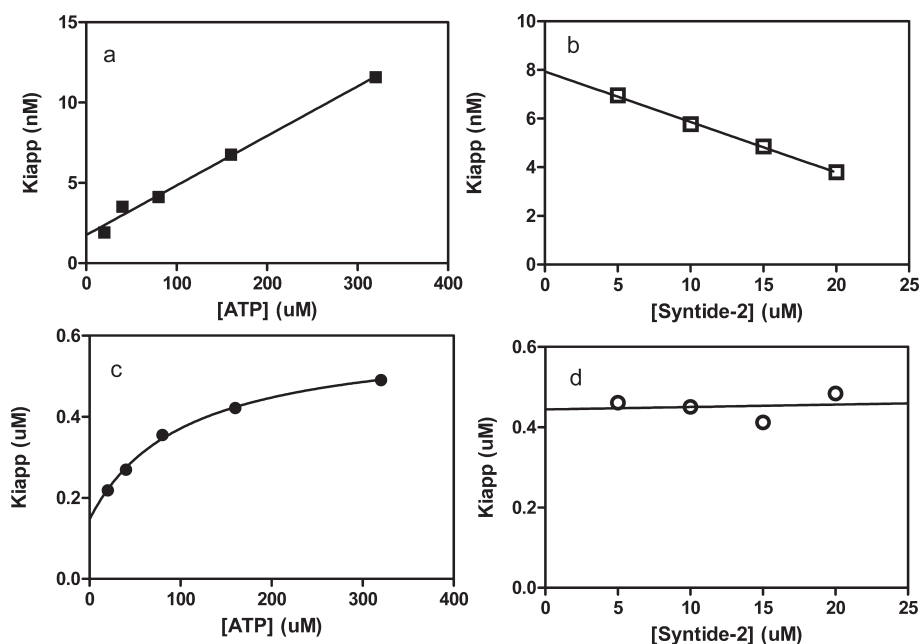 a
15
10
5
0
Kiapp (nM)
0 100 200 300 400
[ATP] (uM)
b
10
8
6
4
2
0
Kiapp (nM)
0 5 10 15 20 25
[Syntide-2] (uM)
c
0.6
0.4
0.2
0.0
Kiapp (uM)
0 100 200 300 400
[ATP] (uM)
d
0.6
0.4
0.2
0.0
Kiapp (uM)
0 5 10 15 20 25
[Syntide-2] (uM)